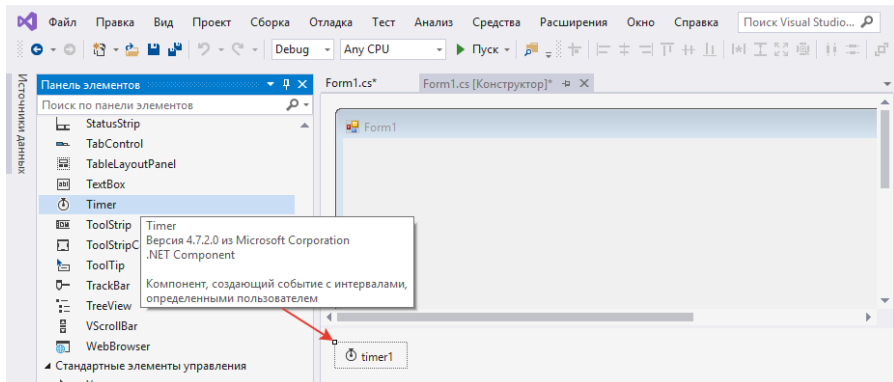 Файл Правка Вид Проект Сборка Отладка Тест Анализ Средства Расширения Окно Справка Поиск Visual Studio...
Debug Any CPU Пуск
Источники данных
Панель элементов
Поиск по панели элементов
StatusStrip
TabControl
TableLayoutPanel
TextBox
Timer
ToolStrip
ToolStripC
ToolTip
TrackBar
TreeView
VScrollBar
WebBrowser
Стандартные элементы управления
Timer
Версия 4.7.2.0 из Microsoft Corporation
.NET Component
Компонент, создающий событие с интервалами,
определенными пользователем
Form1.cs* Form1.cs [Конструктор]*
Form1
timer1